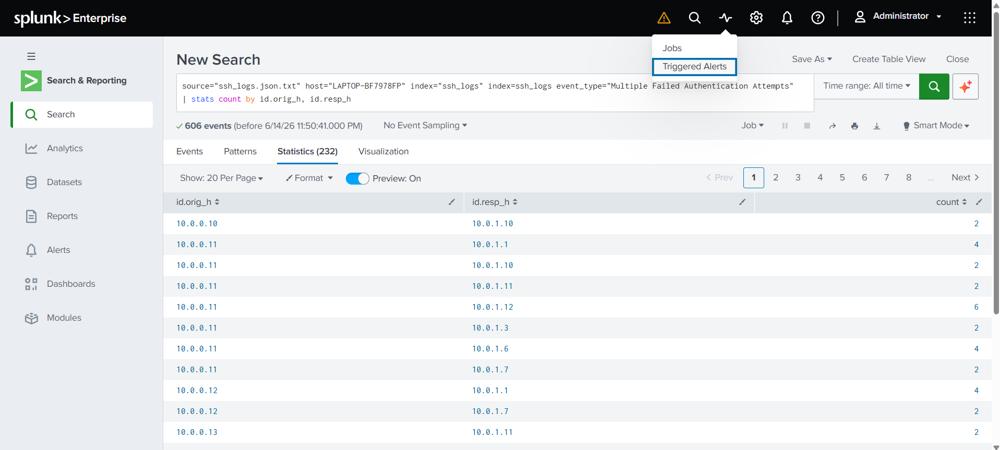 splunk> Enterprise
Administrator
Jobs
Triggered Alerts
Search & Reporting
Search
Analytics
Datasets
Reports
Alerts
Dashboards
Modules
New Search
Save As
Create Table View
Close
source="ssh_logs.json.txt" host="LAPTOP-BF7978FP" index="ssh_logs" index=ssh_logs event_type="Multiple Failed Authentication Attempts"
| stats count by id.orig_h, id.resp_h
Time range: All time
606 events (before 6/14/26 11:50:41.000 PM)
No Event Sampling
Job
Smart Mode
Events
Patterns
Statistics (232)
Visualization
Show: 20 Per Page
Format
Preview: On
< Prev 1 2 3 4 5 6 7 8 ... Next >
id.orig_h id.resp_h count
10.0.0.10 10.0.1.10 2
10.0.0.11 10.0.1.1 4
10.0.0.11 10.0.1.10 2
10.0.0.11 10.0.1.11 2
10.0.0.11 10.0.1.12 6
10.0.0.11 10.0.1.3 2
10.0.0.11 10.0.1.6 4
10.0.0.11 10.0.1.7 2
10.0.0.12 10.0.1.1 4
10.0.0.12 10.0.1.7 2
10.0.0.13 10.0.1.11 2